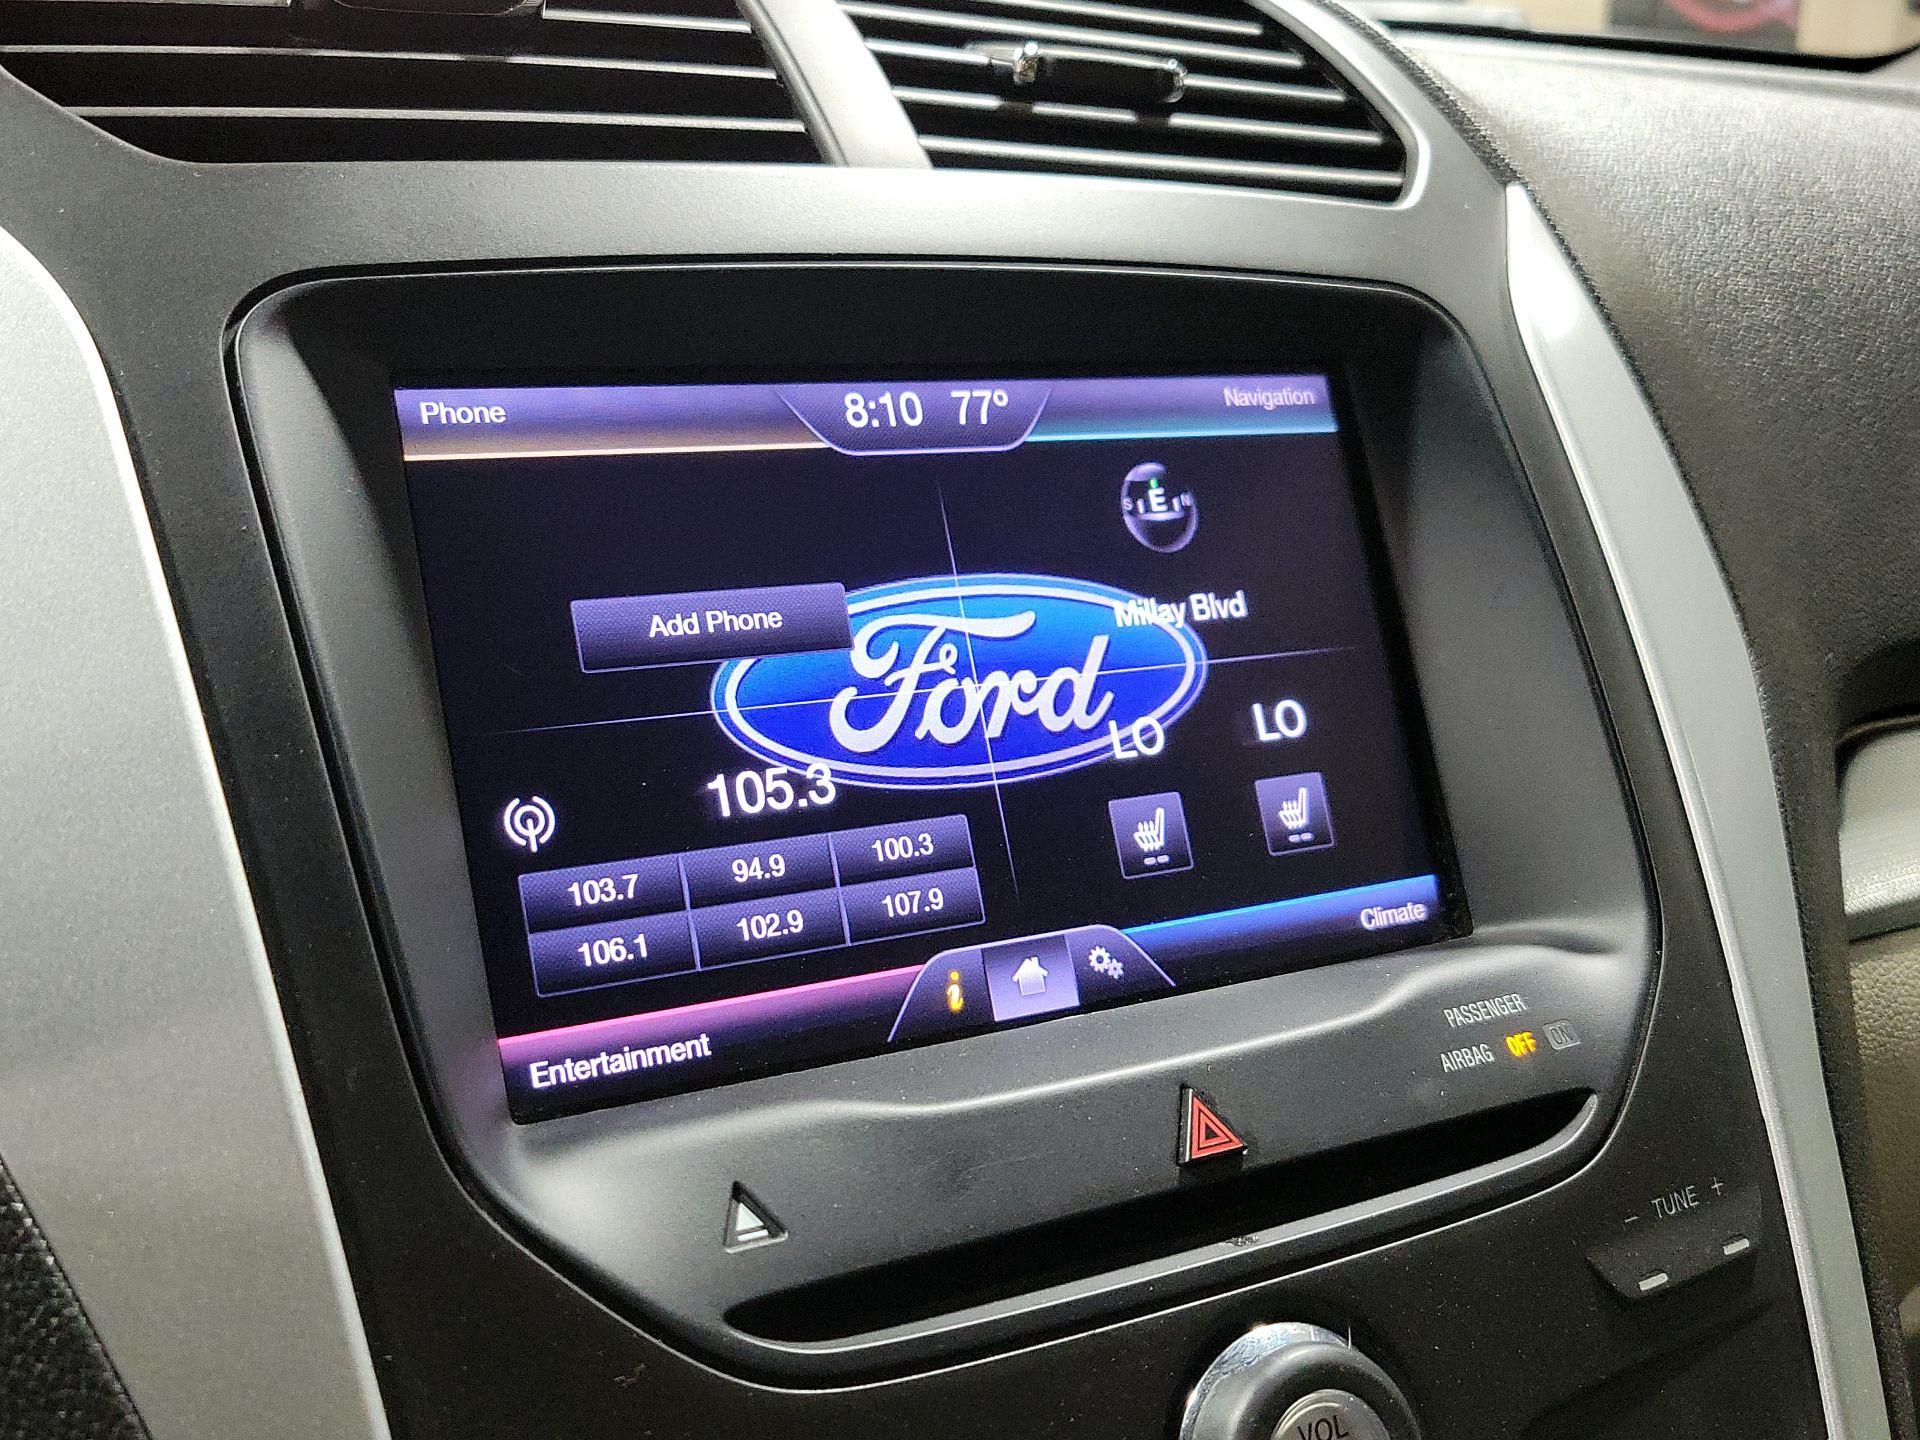 Phone
8:10 77°
Navigation
S E N
Add Phone
Millay Blvd
Ford
LO LO
105.3
103.7 94.9 100.3
106.1 102.9 107.9
i
Climate
Entertainment
PASSENGER
AIRBAG OFF ON
- TUNE +
VOL